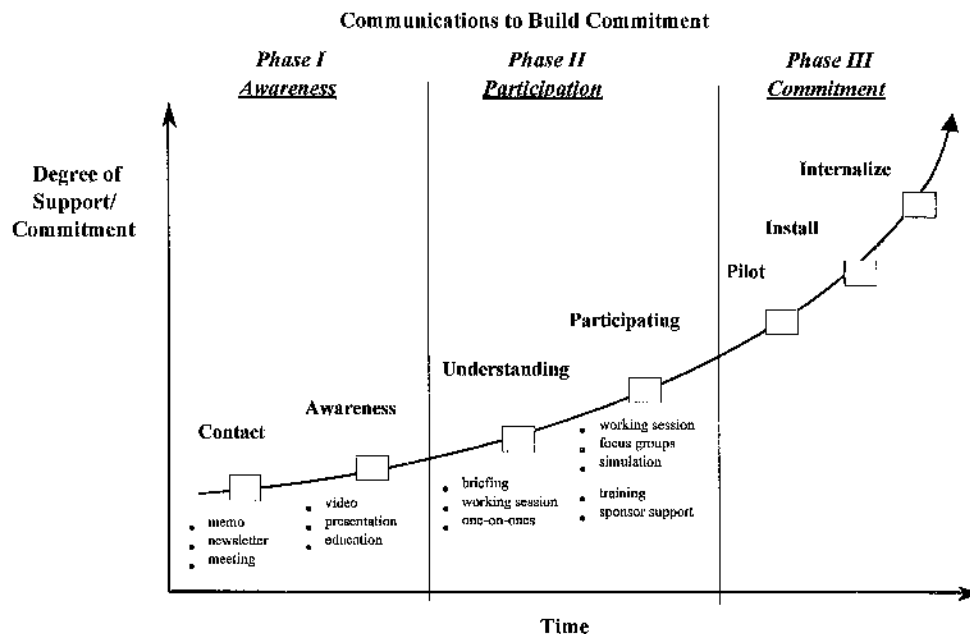 Communications to Build Commitment
Phase I
Awareness
Phase II
Participation
Phase III
Commitment
Degree of
Support/
Commitment
Internalize
Install
Pilot
Participating
Understanding
Awareness
Contact
• memo
• newsletter
• meeting
• video
• presentation
• education
• briefing
• working session
• one-on-ones
• working session
• focus groups
• simulation
• training
• sponsor support
Time